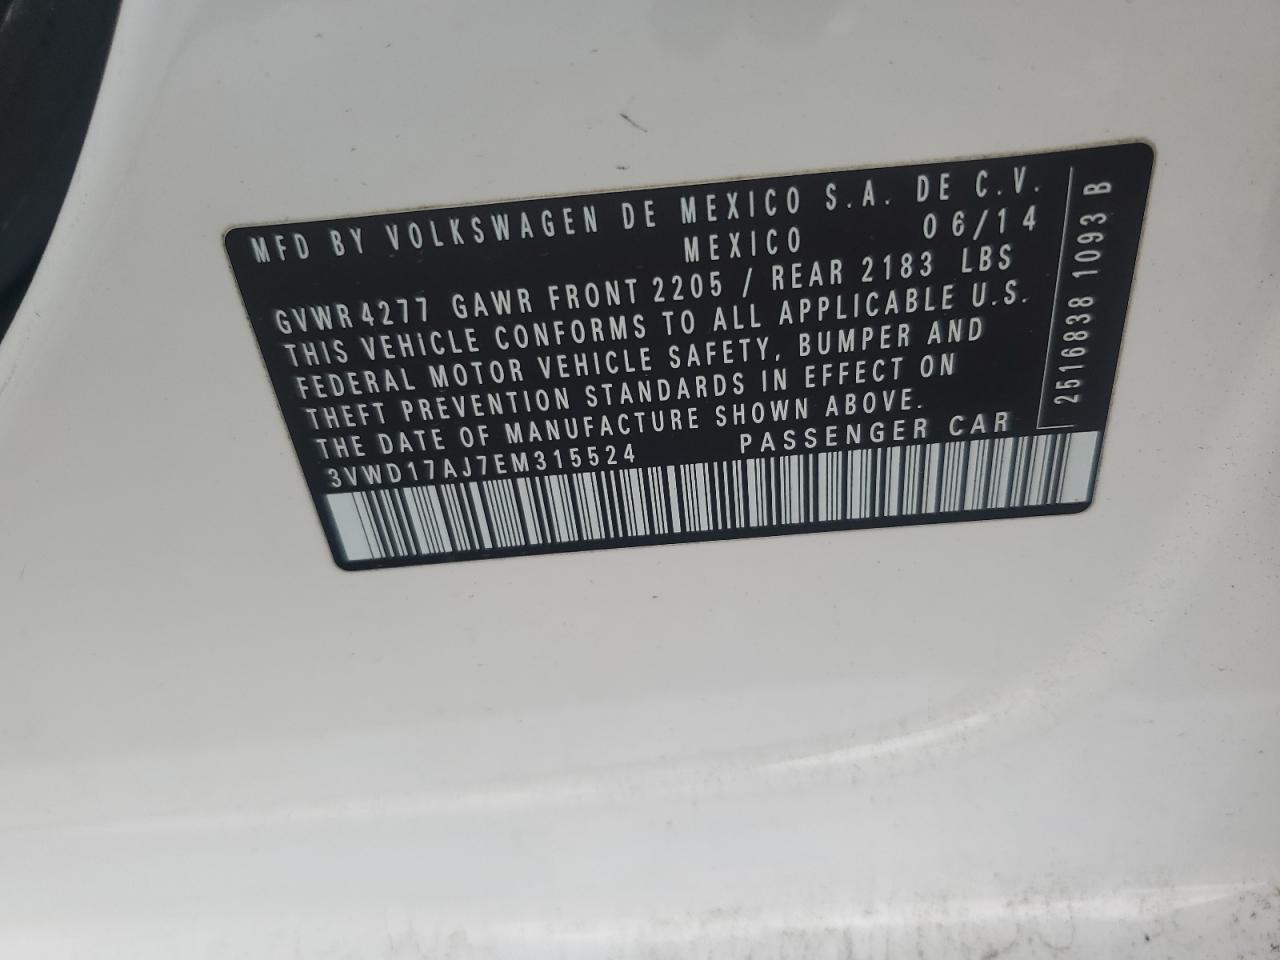 MFD BY VOLKSWAGEN DE MEXICO S.A. DE C.V.
MEXICO 06/14
GVWR 4277 GAWR FRONT 2205 / REAR 2183 LBS
THIS VEHICLE CONFORMS TO ALL APPLICABLE U.S.
FEDERAL MOTOR VEHICLE SAFETY, BUMPER AND
THEFT PREVENTION STANDARDS IN EFFECT ON
THE DATE OF MANUFACTURE SHOWN ABOVE.
3VWD17AJ7EM315524 PASSENGER CAR
2516838 1093 B